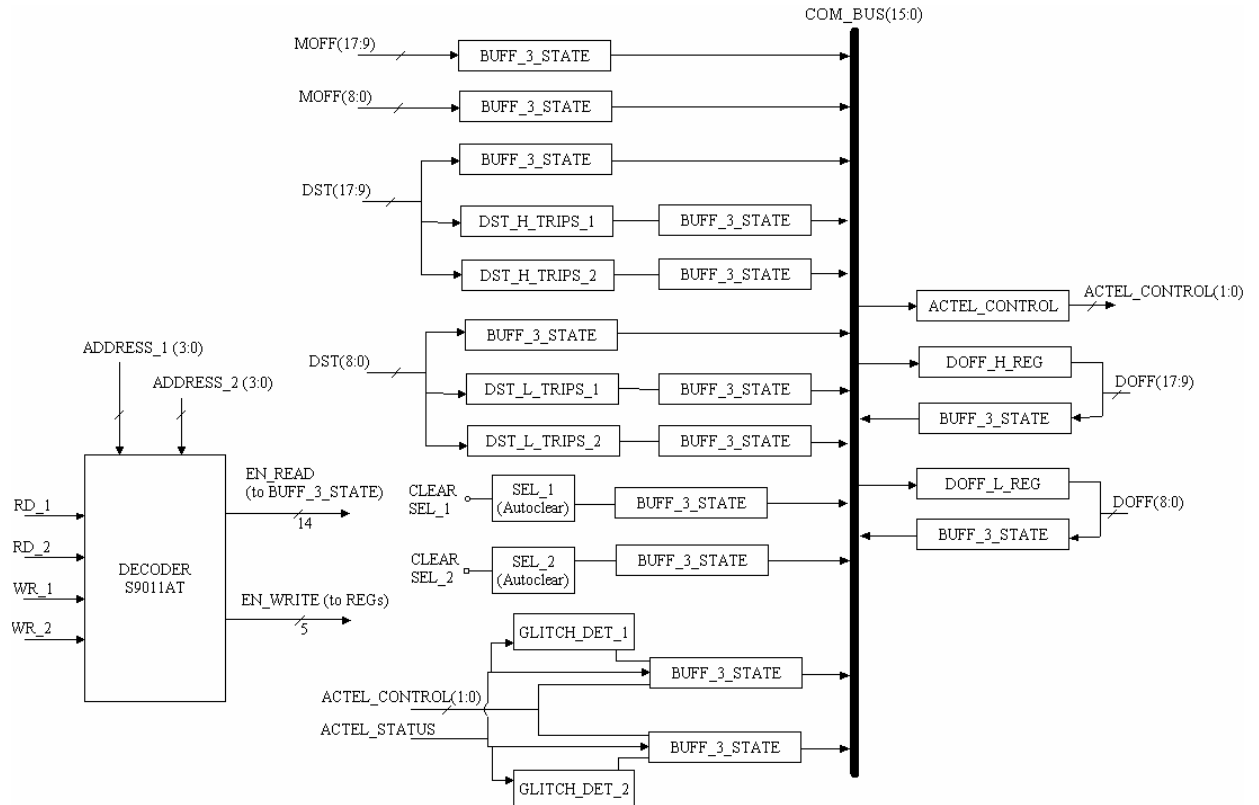 COM_BUS(15:0)
MOFF(17:9)
BUFF_3_STATE
MOFF(8:0)
BUFF_3_STATE
BUFF_3_STATE
DST(17:9)
DST_H_TRIPS_1
BUFF_3_STATE
DST_H_TRIPS_2
BUFF_3_STATE
ACTEL_CONTROL
ACTEL_CONTROL(1:0)
BUFF_3_STATE
DST(8:0)
DST_L_TRIPS_1
BUFF_3_STATE
DST_L_TRIPS_2
BUFF_3_STATE
DOFF_H_REG
DOFF(17:9)
BUFF_3_STATE
DOFF_L_REG
DOFF(8:0)
BUFF_3_STATE
ADDRESS_1 (3:0)
ADDRESS_2 (3:0)
RD_1
RD_2
WR_1
WR_2
DECODER
S9011AT
EN_READ
(to BUFF_3_STATE)
14
EN_WRITE (to REGs)
5
CLEAR
SEL_1
SEL_1
(Autoclear)
BUFF_3_STATE
CLEAR
SEL_2
SEL_2
(Autoclear)
BUFF_3_STATE
GLITCH_DET_1
BUFF_3_STATE
ACTEL_CONTROL(1:0)
ACTEL_STATUS
BUFF_3_STATE
GLITCH_DET_2